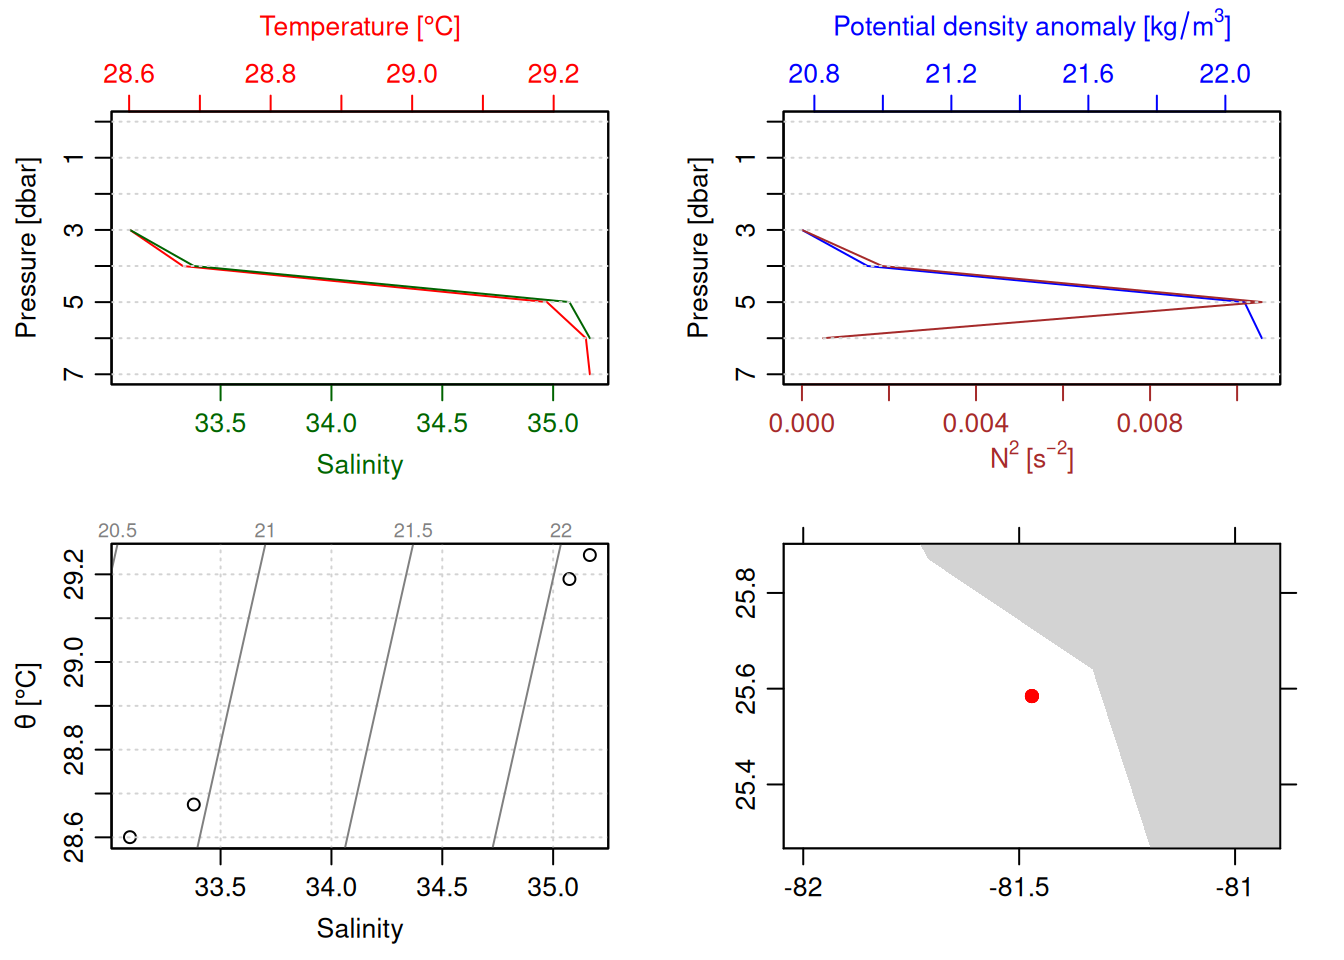 Temperature [°C]
28.6 28.8 29.0 29.2
Pressure [dbar]
1
3
5
7
33.5 34.0 34.5 35.0
Salinity
Potential density anomaly [kg/m³]
20.8 21.2 21.6 22.0
Pressure [dbar]
1
3
5
7
0.000 0.004 0.008
N² [s⁻²]
20.5 21 21.5 22
θ [°C]
29.2
29.0
28.8
28.6
33.5 34.0 34.5 35.0
Salinity
25.8
25.6
25.4
-82 -81.5 -81